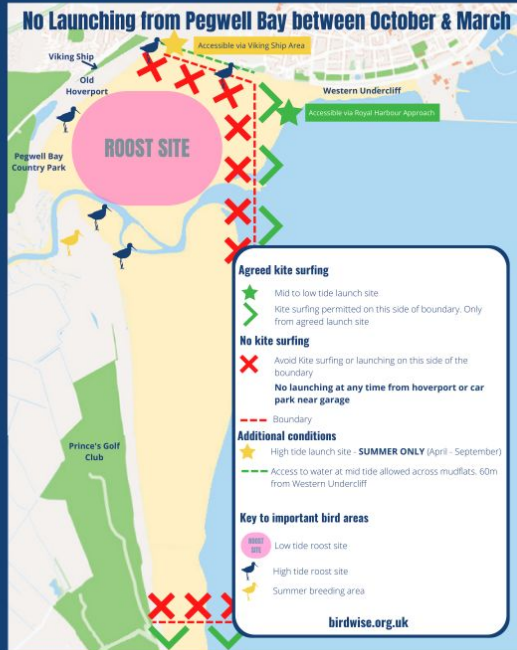 No Launching from Pegwell Bay between October & March
Accessible via Viking Ship Area
Viking Ship
Old
Hoverport
Western Undercliff
Accessible via Royal Harbour Approach
ROOST SITE
Pegwell Bay
Country Park
Prince's Golf
Club
Agreed kite surfing
Mid to low tide launch site
Kite surfing permitted on this side of boundary. Only
from agreed launch site
No kite surfing
Avoid Kite surfing or launching on this side of the
boundary
No launching at any time from hoverport or car
park near garage
Boundary
Additional conditions
High tide launch site - SUMMER ONLY (April - September)
Access to water at mid tide allowed across mudflats. 60m
from Western Undercliff
Key to important bird areas
ROOST
SITE
Low tide roost site
High tide roost site
Summer breeding area
birdwise.org.uk